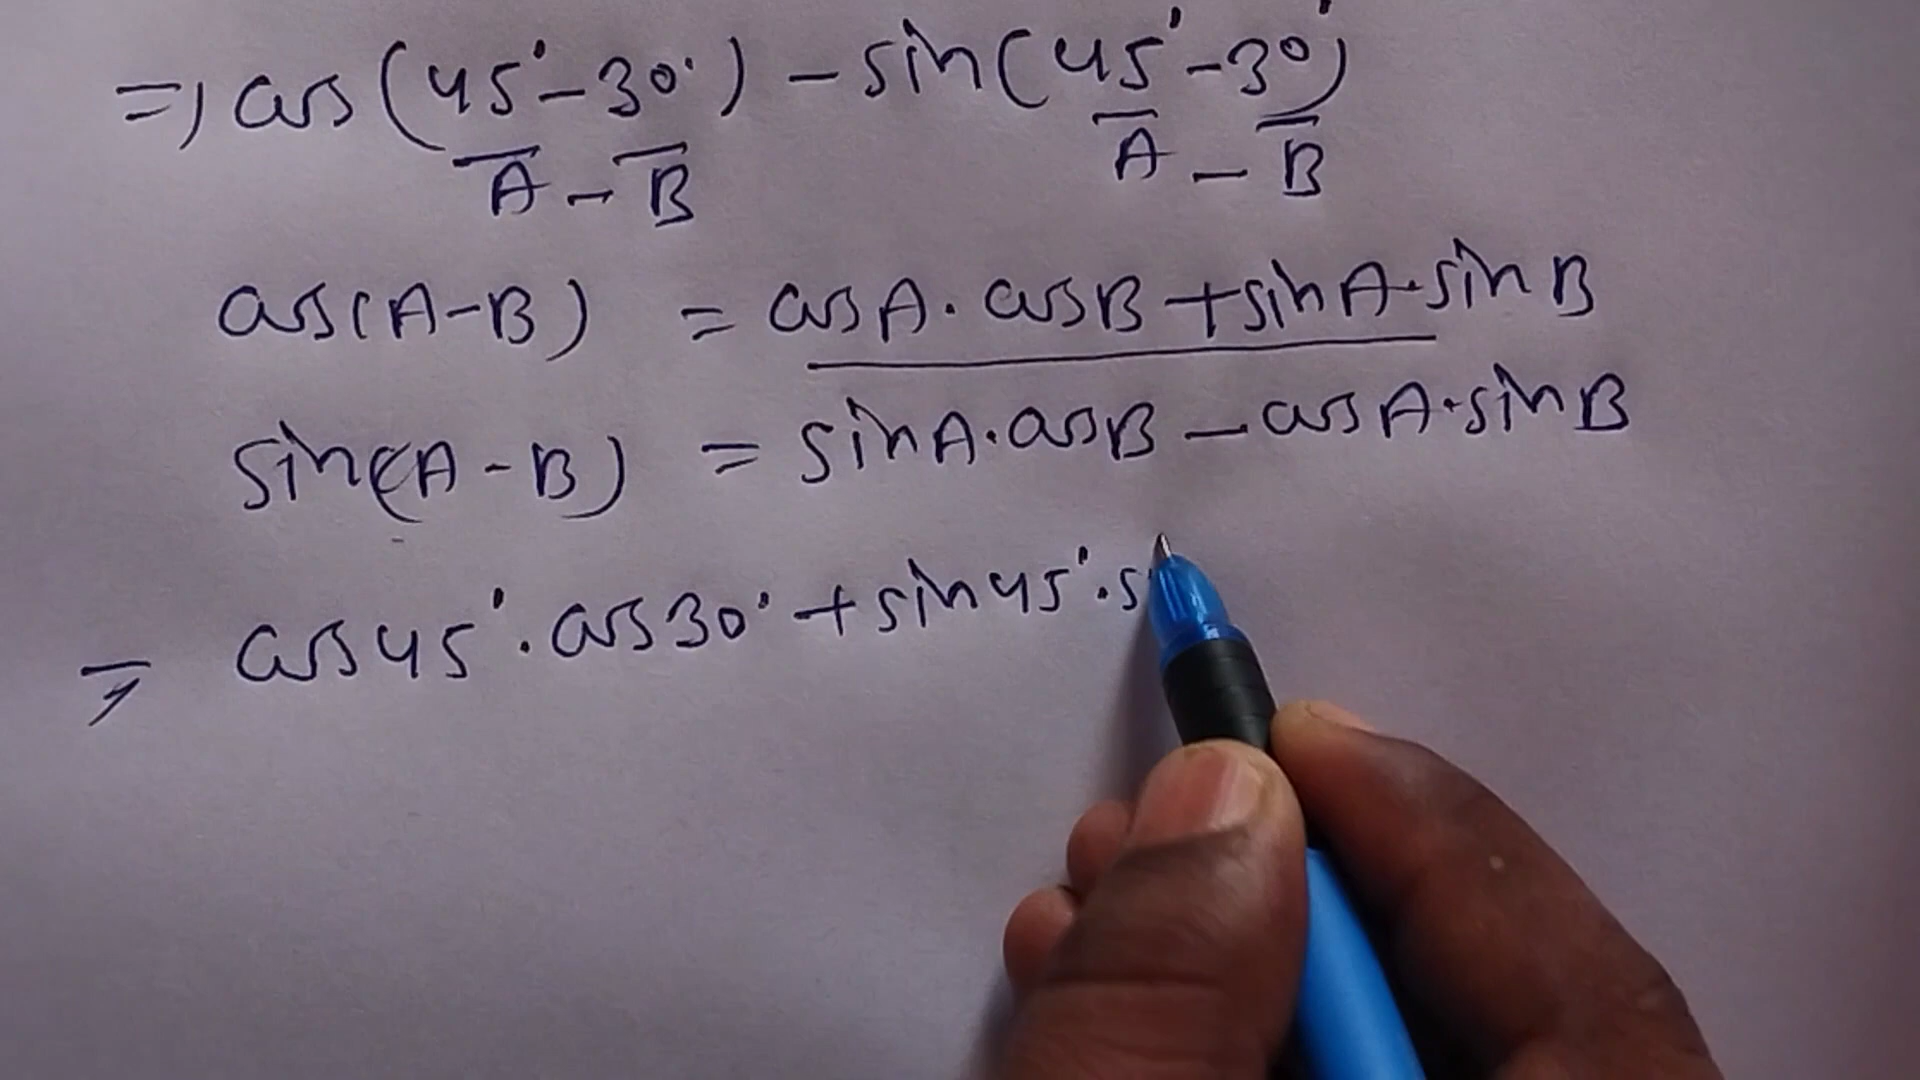 => cos(45°-30°) - sin(45°-30°)
A - B A - B
cos(A-B) = cosA.cosB + sinA.sinB
sin(A-B) = sinA.cosB - cosA.sinB
=> cos45°.cos30° + sin45°.s